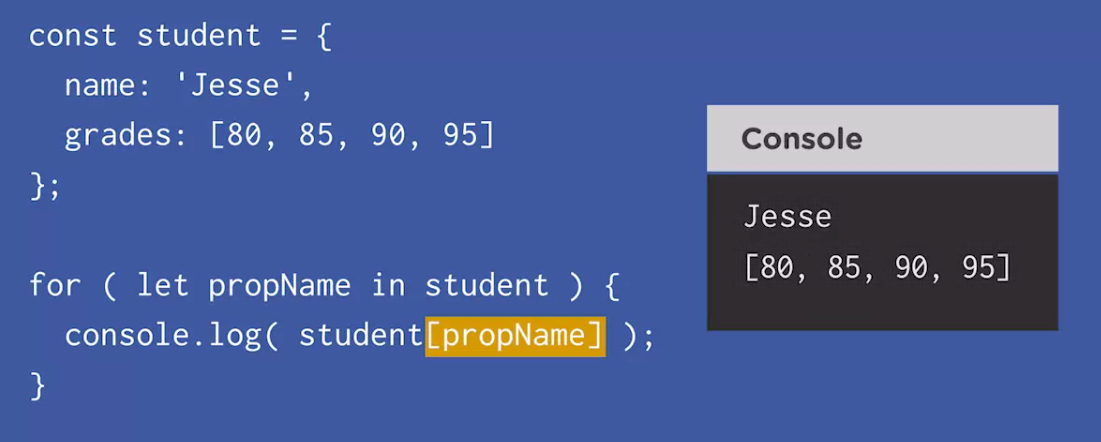 const student = {
  name: 'Jesse',
  grades: [80, 85, 90, 95]
};
for ( let propName in student ) {
  console.log( student[propName] );
}
Console
Jesse
[80, 85, 90, 95]